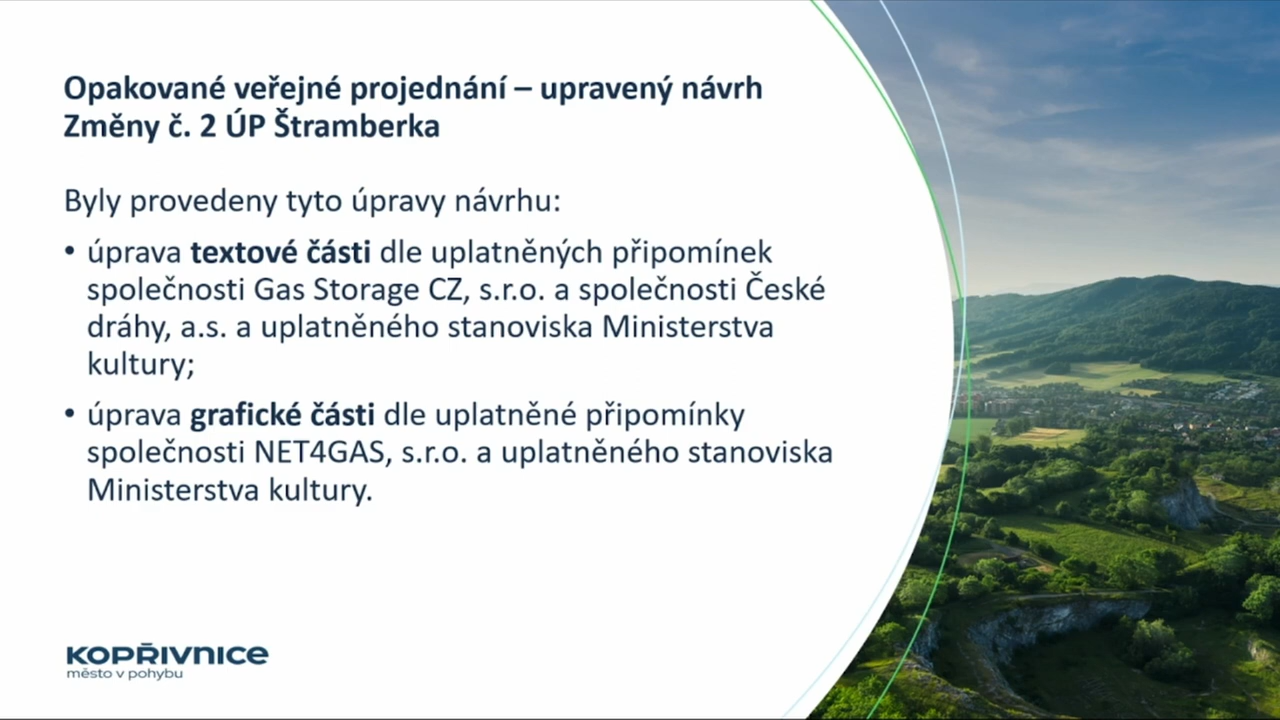 Opakované veřejné projednání – upravený návrh
Změny č. 2 ÚP Štramberka
Byly provedeny tyto úpravy návrhu:
• úprava textové části dle uplatněných připomínek
společnosti Gas Storage CZ, s.r.o. a společnosti České
dráhy, a.s. a uplatněného stanoviska Ministerstva
kultury;
• úprava grafické části dle uplatněné připomínky
společnosti NET4GAS, s.r.o. a uplatněného stanoviska
Ministerstva kultury.
KOPŘIVNICE
město v pohybu